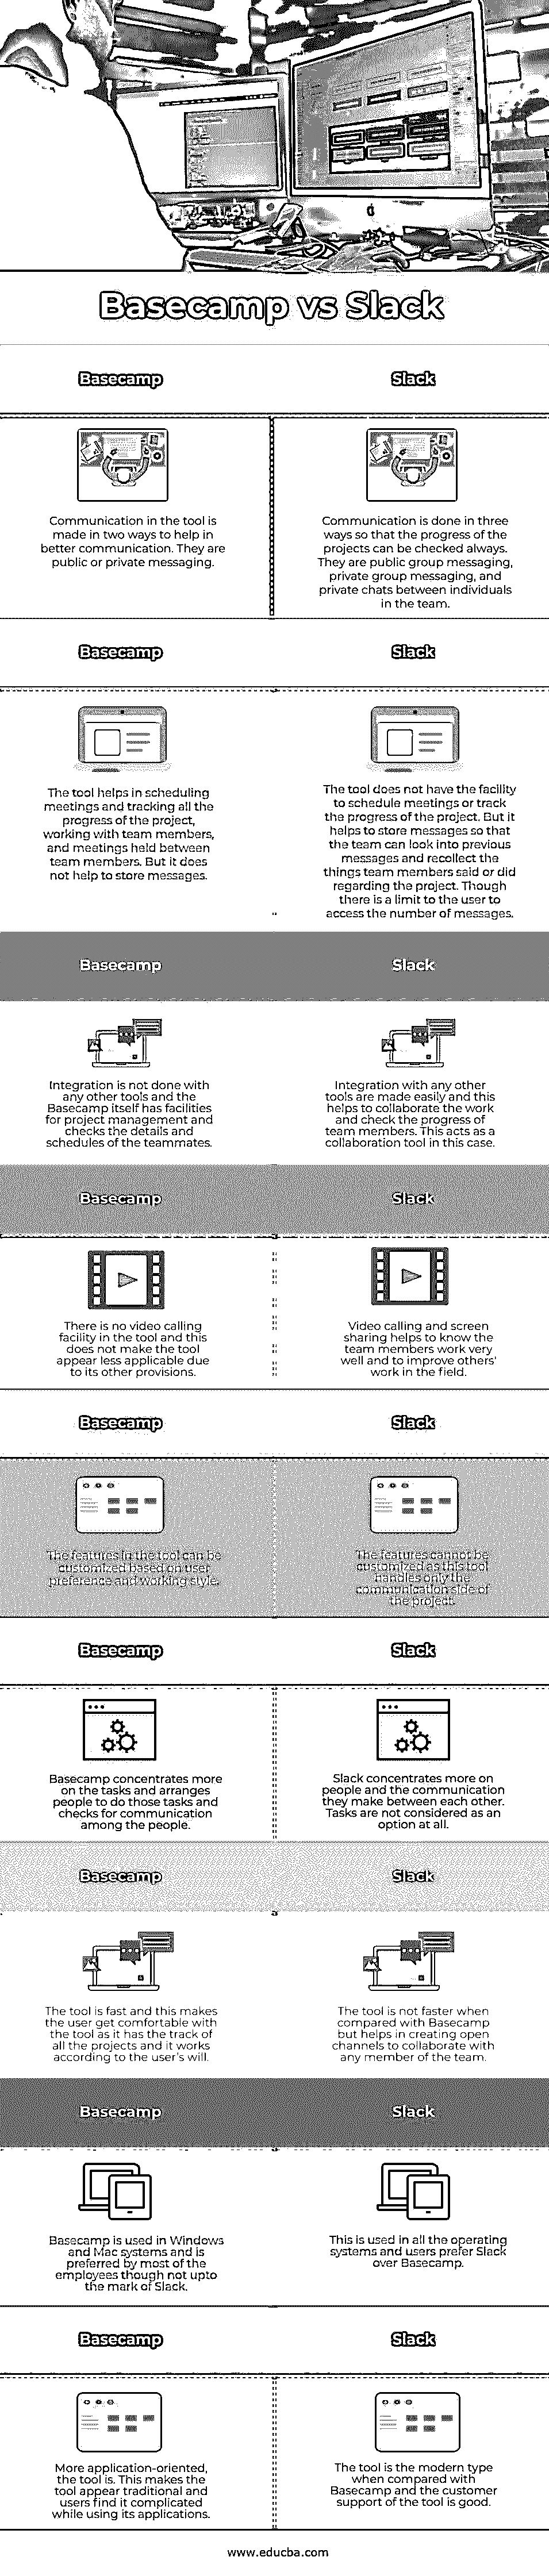 Basecamp vs Slack
Basecamp
Slack
Communication in the tool is
made in two ways to help in
better communication. They are
public or private messaging.
Communication is done in three
ways so that the progress of the
projects can be checked always.
They are public group messaging,
private group messaging, and
private chats between individuals
in the team.
Basecamp
Slack
The tool helps in scheduling
meetings and tracking all the
progress of the project,
working with team members,
and meetings held between
team members. But it does
not help to store messages.
The tool does not have the facility
to schedule meetings or track
the progress of the project. But it
helps to store messages so that
the team can look into previous
messages and recollect the
things team members said or did
regarding the project. Though
there is a limit to the user to
access the number of messages.
Basecamp
Slack
Integration is not done with
any other tools and the
Basecamp itself has facilities
for project management and
checks the details and
schedules of the teammates.
Integration with any other
tools are made easily and this
helps to collaborate the work
and check the progress of
team members. This acts as a
collaboration tool in this case.
Basecamp
Slack
There is no video calling
facility in the tool and this
does not make the tool
appear less applicable due
to its other provisions.
Video calling and screen
sharing helps to know the
team members work very
well and to improve others'
work in the field.
Basecamp
Slack
The features in the tool can be
customized based on user
preference and working style.
The features cannot be
customized as this tool
handles only the
communication side of
the project.
Basecamp
Slack
Basecamp concentrates more
on the tasks and arranges
people to do those tasks and
checks for communication
among the people.
Slack concentrates more on
people and the communication
they make between each other.
Tasks are not considered as an
option at all.
Basecamp
Slack
The tool is fast and this makes
the user get comfortable with
the tool as it has the track of
all the projects and it works
according to the user's will.
The tool is not faster when
compared with Basecamp
but helps in creating open
channels to collaborate with
any member of the team.
Basecamp
Slack
Basecamp is used in Windows
and Mac systems and is
preferred by most of the
employees though not upto
the mark of Slack.
This is used in all the operating
systems and users prefer Slack
over Basecamp.
Basecamp
Slack
More application-oriented,
the tool is. This makes the
tool appear traditional and
users find it complicated
while using its applications.
The tool is the modern type
when compared with
Basecamp and the customer
support of the tool is good.
www.educba.com